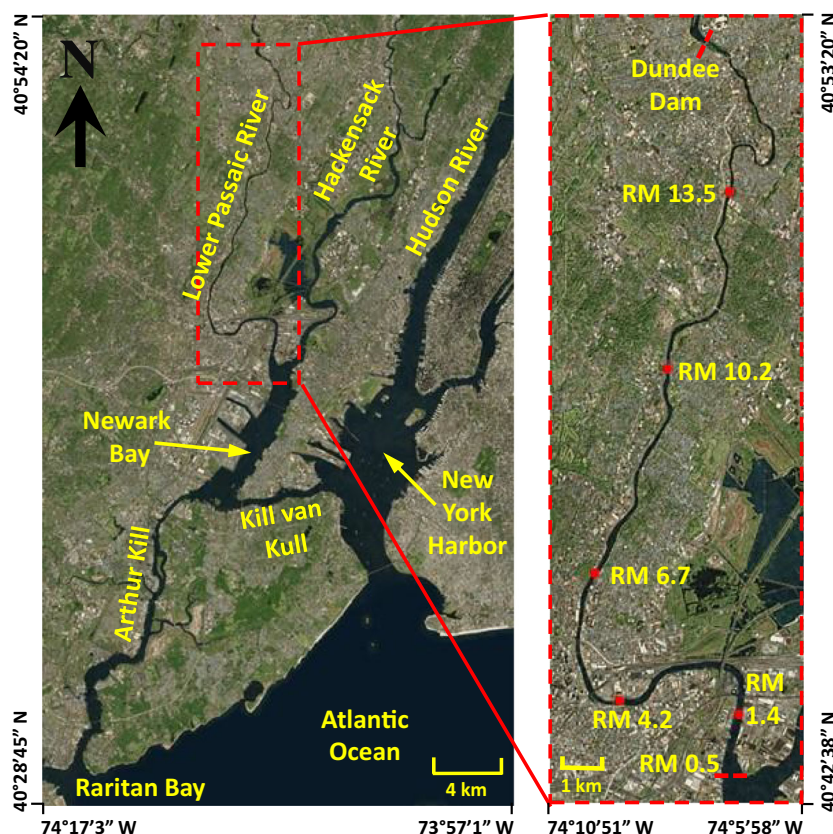 40°54'20" N
N
Lower Passaic River
Hackensack
River
Hudson River
Newark
Bay
New
York
Harbor
Kill van
Kull
Arthur Kill
Atlantic
Ocean
Raritan Bay
4 km
40°28'45" N
74°17'3" W
73°57'1" W
40°53'20" N
Dundee
Dam
RM 13.5
RM 10.2
RM 6.7
RM
1.4
RM 4.2
RM 0.5
1 km
40°42'38" N
74°10'51" W
74°5'58" W